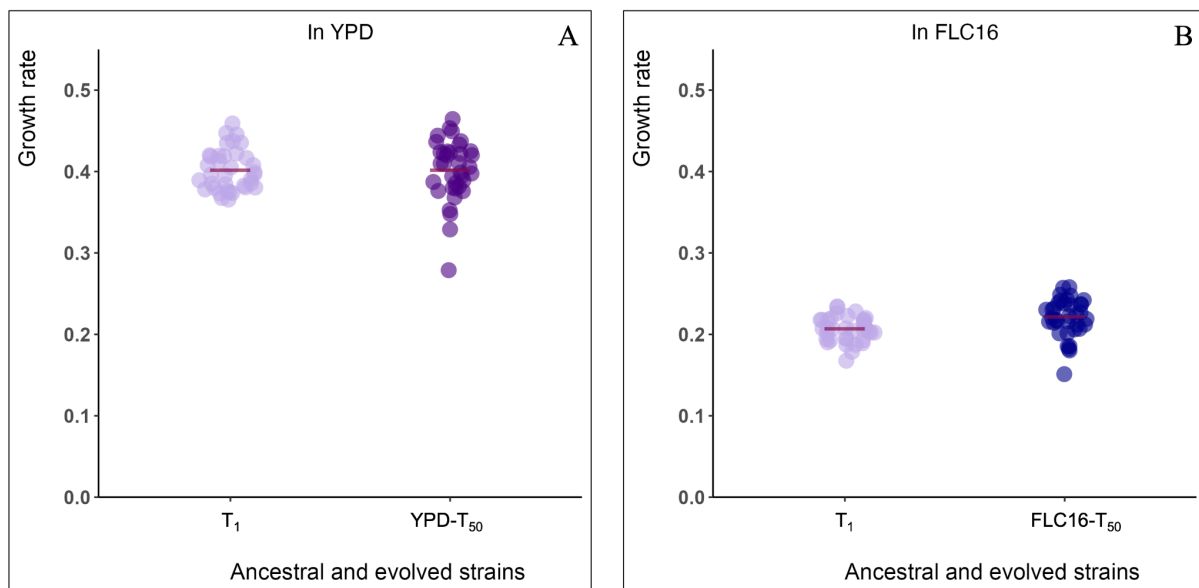 In YPD
A
Growth rate
0.5
0.4
0.3
0.2
0.1
0.0
T₁
YPD-T₅₀
Ancestral and evolved strains
In FLC16
B
Growth rate
0.5
0.4
0.3
0.2
0.1
0.0
T₁
FLC16-T₅₀
Ancestral and evolved strains